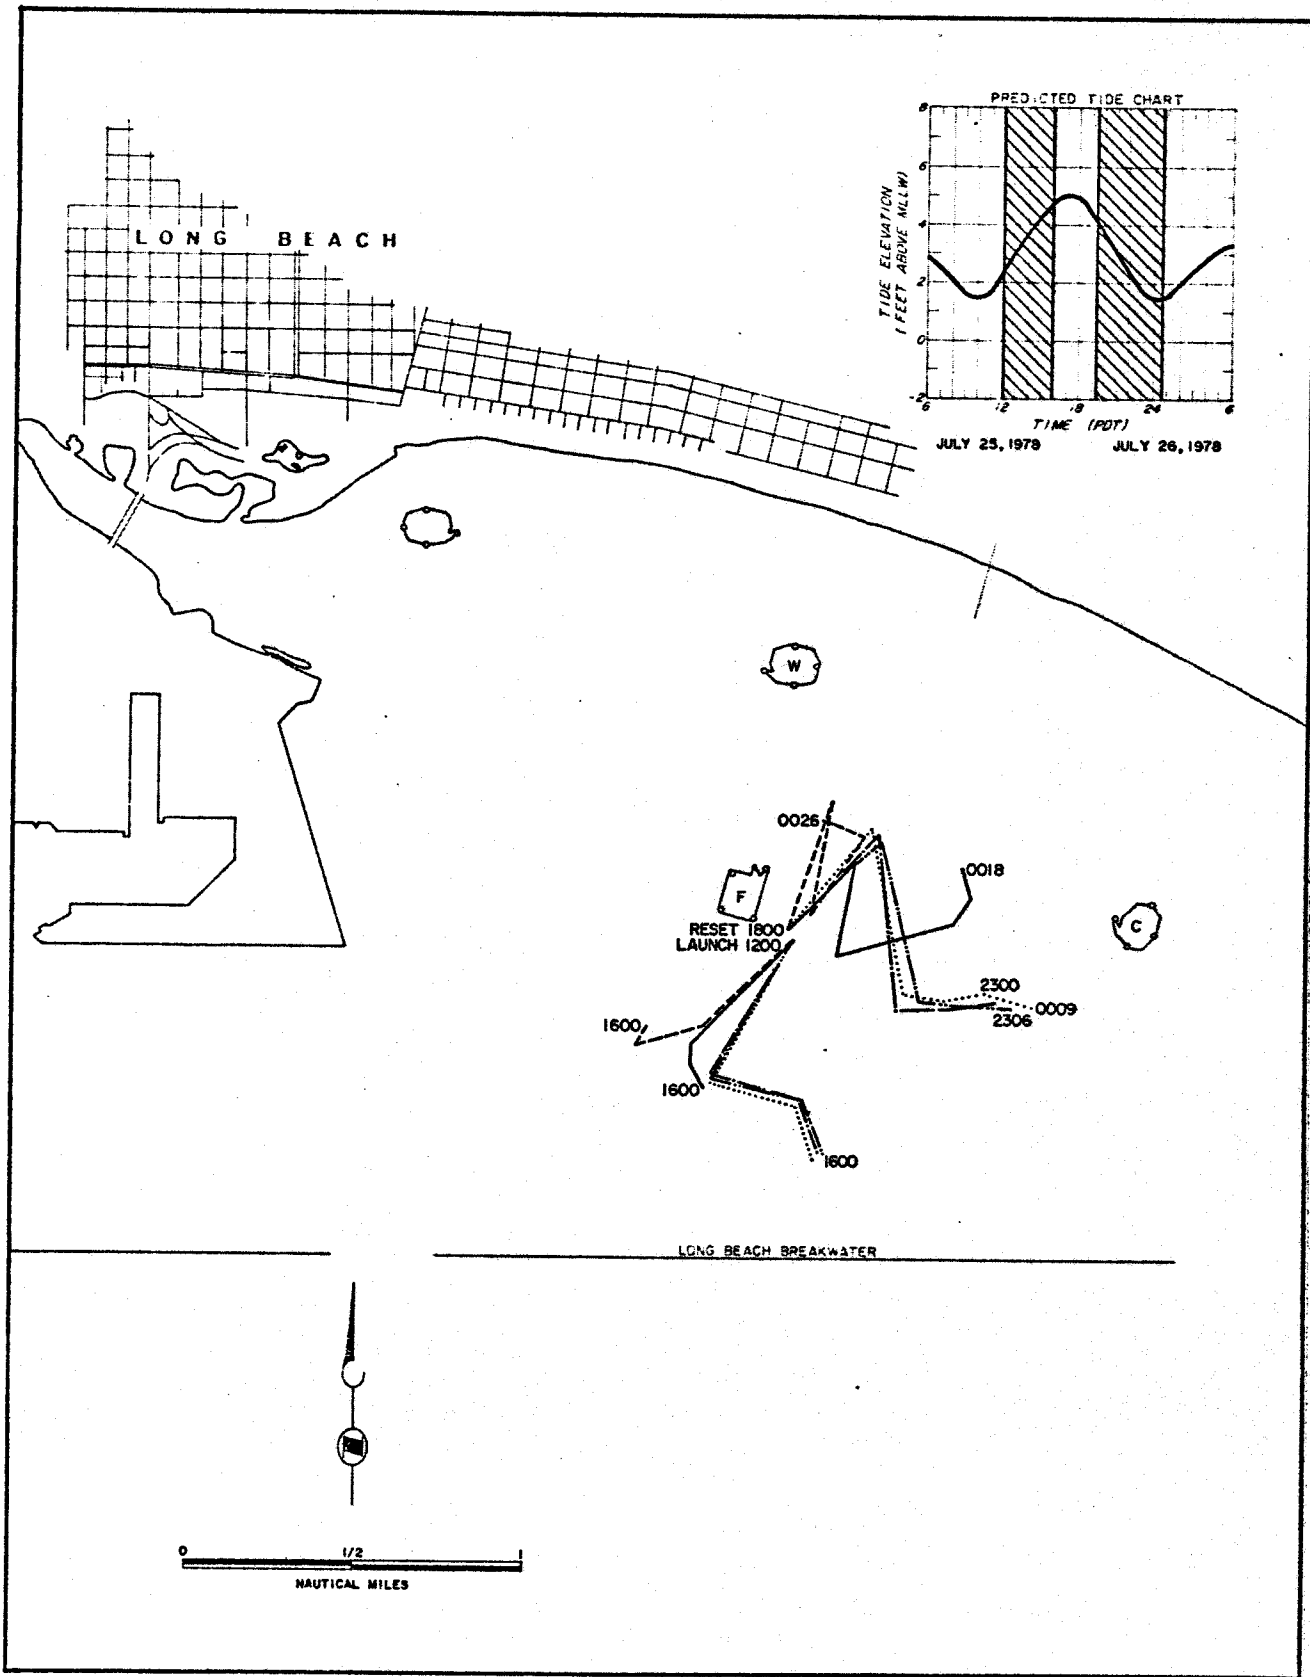 PREDICTED TIDE CHART
8
6
4
2
0
-2
TIDE ELEVATION
(FEET ABOVE MLLW)
6 12 18 24 6
TIME (PDT)
JULY 25, 1978 JULY 26, 1978
LONG BEACH
W
0026
0018
F
C
RESET 1800
LAUNCH 1200
2300
0009
2306
1600
1600
1600
LONG BEACH BREAKWATER
0 1/2 1
NAUTICAL MILES